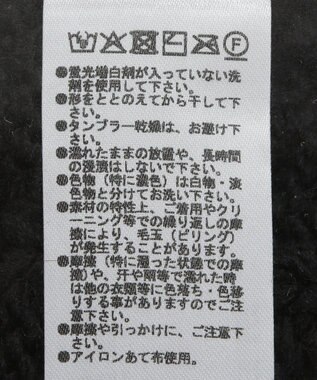 F
●蛍光増白剤が入っていない洗
剤を使用して下さい。
●形をととのえてから干して下
さい。
●タンブラー乾燥は、お避け下
さい。
●濡れたままの放置や、長時間
の浸漬はしないで下さい。
●色物（特に濃色）は白物・淡
色物と分けてお洗い下さい。
●素材の特性上、ご着用やクリ
ーニング等での繰り返しの摩
擦により、毛玉（ピリング）
が発生することがあります。
●摩擦（特に湿った状態での摩
擦）や、汗や雨等で濡れた時
は他の衣類等に色落ち・色移
りする事がありますのでご注
意下さい。
●摩擦や引っかけに、ご注意下
さい。
●アイロンあて布使用。